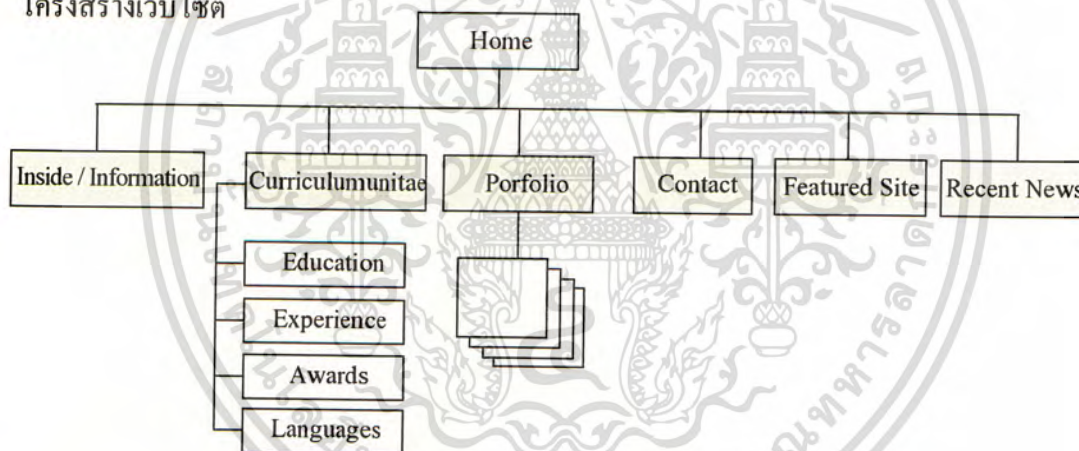 โครงสร้างเว็บไซต์
Home
Inside / Information
Curriculumunitae
Porfolio
Contact
Featured Site
Recent News
Education
Experience
Awards
Languages